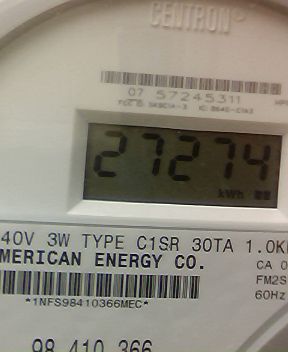 CENTRON
07 57245311
27274
kWh
40V 3W TYPE C1SR 30TA 1.0K
MERICAN ENERGY CO.
CA 0
FM2S
60Hz
*1NFS98410366MEC*
98 410 366